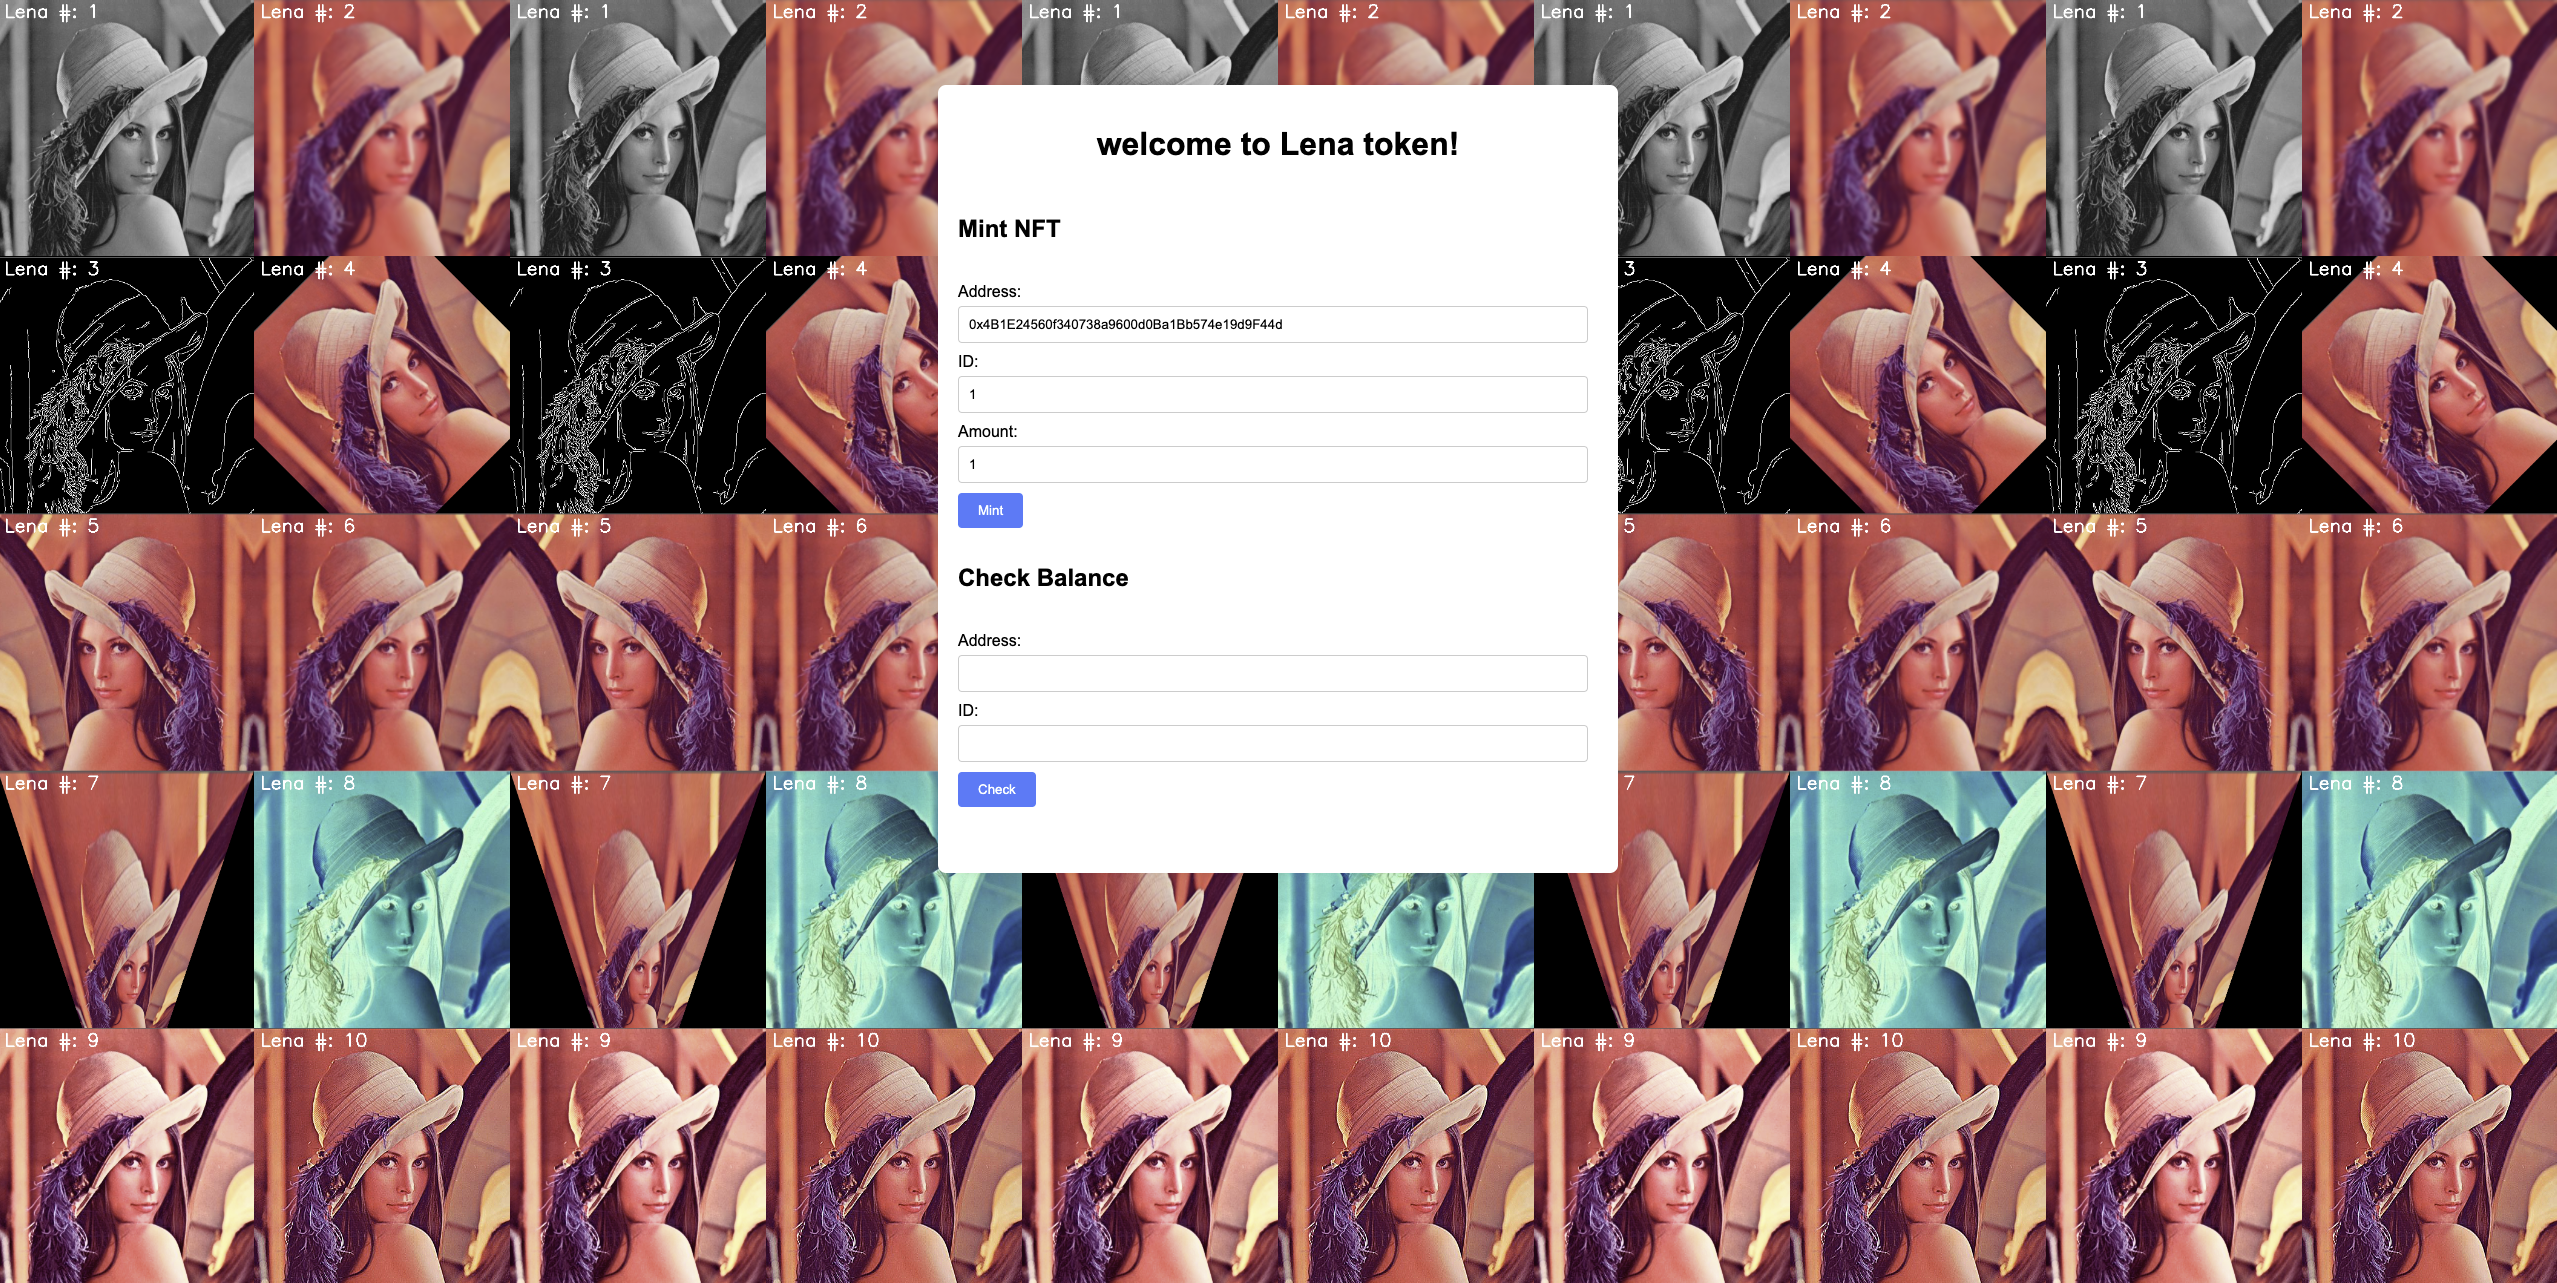 Lena #: 1
Lena #: 2
Lena #: 1
Lena #: 2
Lena #: 1
Lena #: 2
Lena #: 1
Lena #: 2
Lena #: 1
Lena #: 2
welcome to Lena token!
Mint NFT
Lena #: 3
Lena #: 4
Lena #: 3
Lena #: 4
3
Lena #: 4
Lena #: 3
Lena #: 4
Address:
0x4B1E24560f340738a9600d0Ba1Bb574e19d9F44d
ID:
1
Amount:
1
Mint
Lena #: 5
Lena #: 6
Lena #: 5
Lena #: 6
5
Lena #: 6
Lena #: 5
Lena #: 6
Check Balance
Address:
ID:
Lena #: 7
Lena #: 8
Lena #: 7
Lena #: 8
7
Lena #: 8
Lena #: 7
Lena #: 8
Check
Lena #: 9
Lena #: 10
Lena #: 9
Lena #: 10
Lena #: 9
Lena #: 10
Lena #: 9
Lena #: 10
Lena #: 9
Lena #: 10